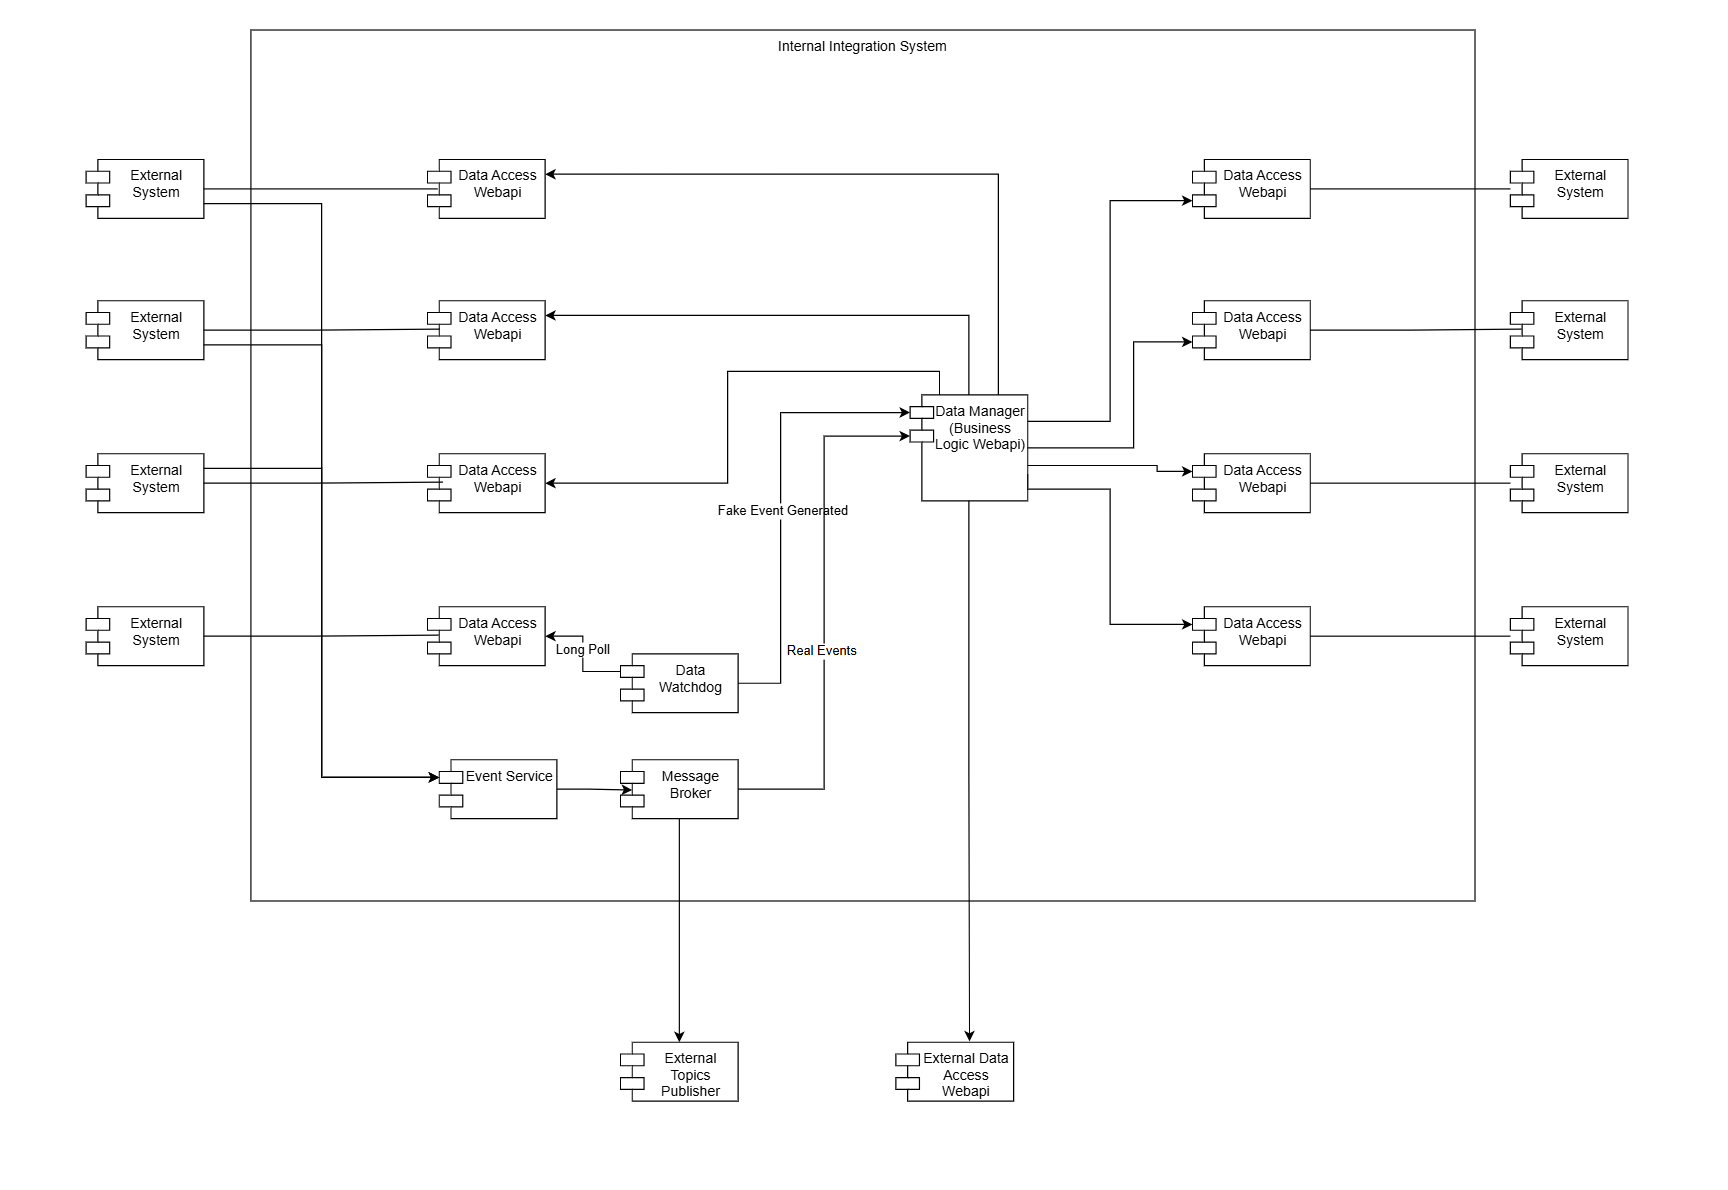 Internal Integration System
External
System
Data Access
Webapi
Data Access
Webapi
External
System
External
System
Data Access
Webapi
Data Access
Webapi
External
System
Data Manager
(Business
Logic Webapi)
External
System
Data Access
Webapi
Data Access
Webapi
External
System
Fake Event Generated
External
System
Data Access
Webapi
Data Access
Webapi
External
System
Long Poll
Real Events
Data
Watchdog
Event Service
Message
Broker
External
Topics
Publisher
External Data
Access
Webapi